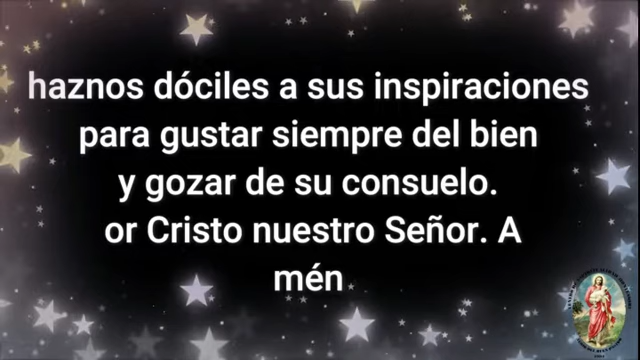 haznos dóciles a sus inspiraciones
para gustar siempre del bien
y gozar de su consuelo.
or Cristo nuestro Señor. A
mén